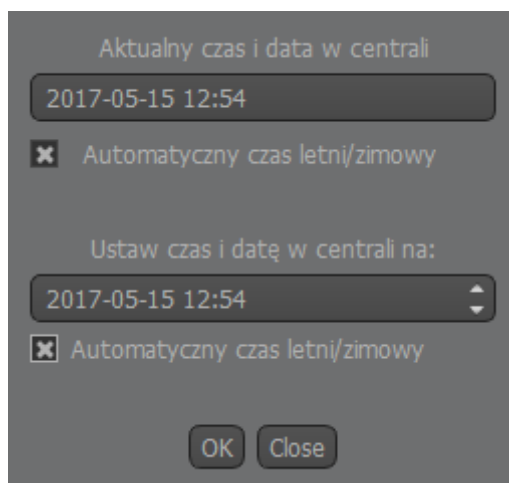 Aktualny czas i data w centrali
2017-05-15 12:54
Automatyczny czas letni/zimowy
Ustaw czas i datę w centrali na:
2017-05-15 12:54
Automatyczny czas letni/zimowy
OK Close